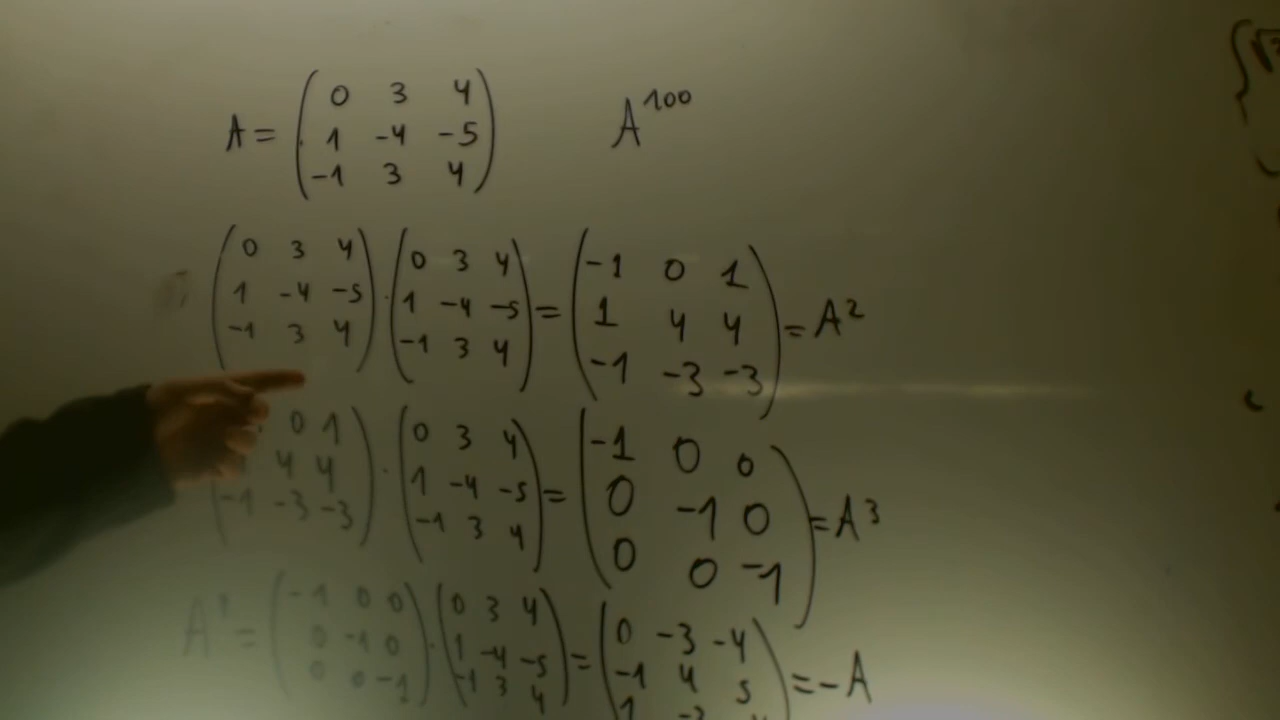 0 3 4
A = 1 -4 -5 A^100
-1 3 4
0 3 4 0 3 4 -1 0 1
1 -4 -5 · 1 -4 -5 = 1 4 4 = A^2
-1 3 4 -1 3 4 -1 -3 -3
0 1 0 3 4 -1 0 0
4 4 · 1 -4 -5 = 0 -1 0 = A^3
-1 -3 -3 -1 3 4 0 0 -1
-1 0 0 0 3 4 0 -3 -4
A = 0 -1 0 · 1 -4 -5 = -1 4 5 = -A
0 0 -1 -1 3 4 1